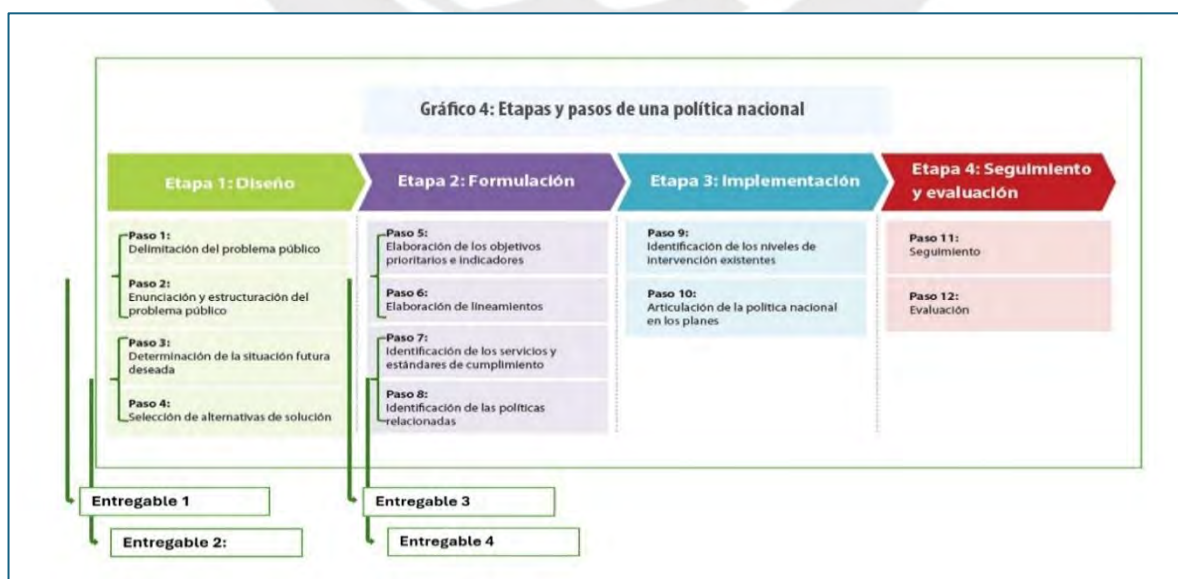 Gráfico 4: Etapas y pasos de una política nacional
Etapa 1: Diseño
Etapa 2: Formulación
Etapa 3: Implementación
Etapa 4: Seguimiento
y evaluación
Paso 1:
Delimitación del problema público
Paso 2:
Enunciación y estructuración del
problema público
Paso 3:
Determinación de la situación futura
deseada
Paso 4:
Selección de alternativas de solución
Paso 5:
Elaboración de los objetivos
prioritarios e indicadores
Paso 6:
Elaboración de lineamientos
Paso 7:
Identificación de los servicios y
estándares de cumplimiento
Paso 8:
Identificación de las políticas
relacionadas
Paso 9:
Identificación de los niveles de
intervención existentes
Paso 10:
Articulación de la política nacional
en los planes
Paso 11:
Seguimiento
Paso 12:
Evaluación
Entregable 1
Entregable 2:
Entregable 3
Entregable 4